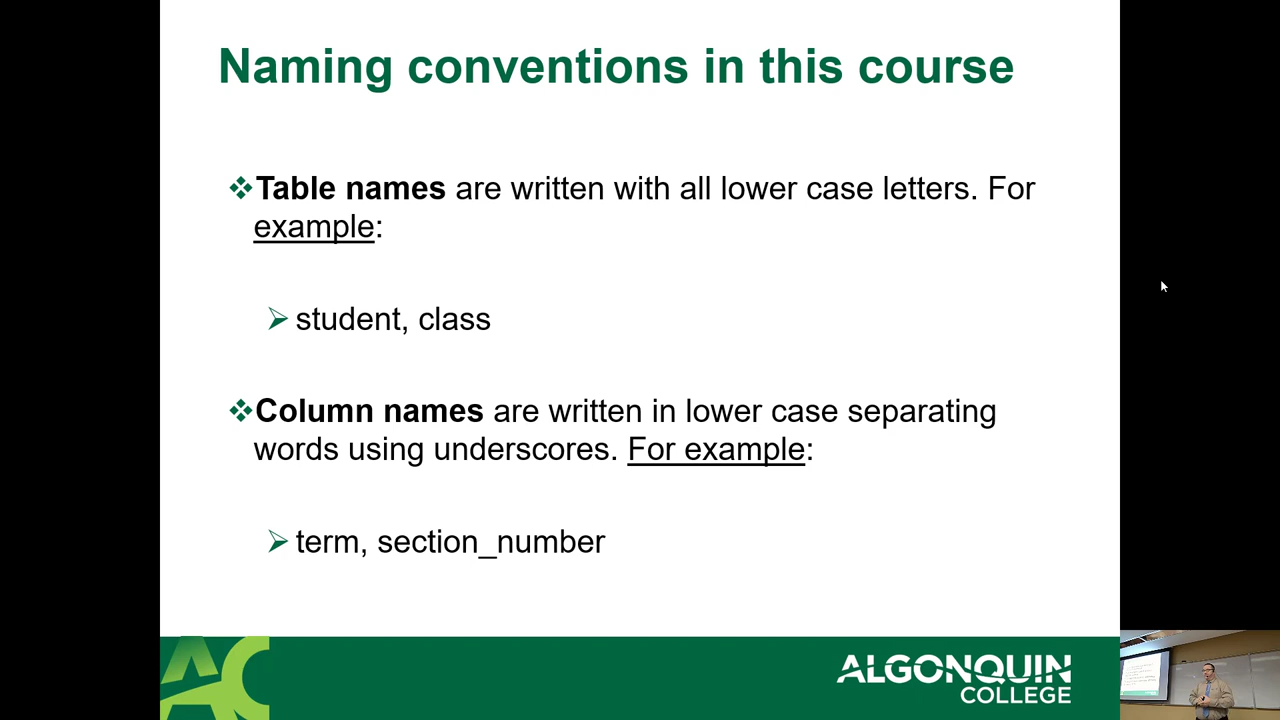 Naming conventions in this course
Table names are written with all lower case letters. For
example:
student, class
Column names are written in lower case separating
words using underscores. For example:
term, section_number
AC
ALGONQUIN
COLLEGE